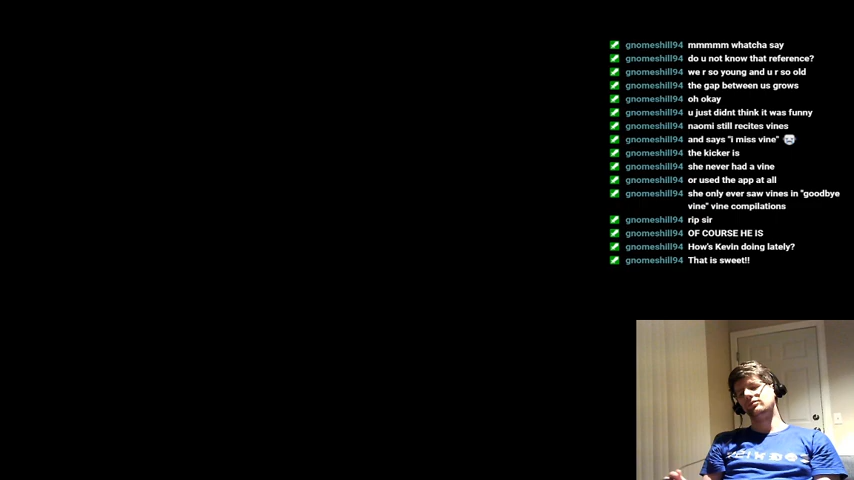 gnomeshill94 mmmmm whatcha say
gnomeshill94 do u not know that reference?
gnomeshill94 we r so young and u r so old
gnomeshill94 the gap between us grows
gnomeshill94 oh okay
gnomeshill94 u just didnt think it was funny
gnomeshill94 naomi still recites vines
gnomeshill94 and says "i miss vine"
gnomeshill94 the kicker is
gnomeshill94 she never had a vine
gnomeshill94 or used the app at all
gnomeshill94 she only ever saw vines in "goodbye
vine" vine compilations
gnomeshill94 rip sir
gnomeshill94 OF COURSE HE IS
gnomeshill94 How's Kevin doing lately?
gnomeshill94 That is sweet!!